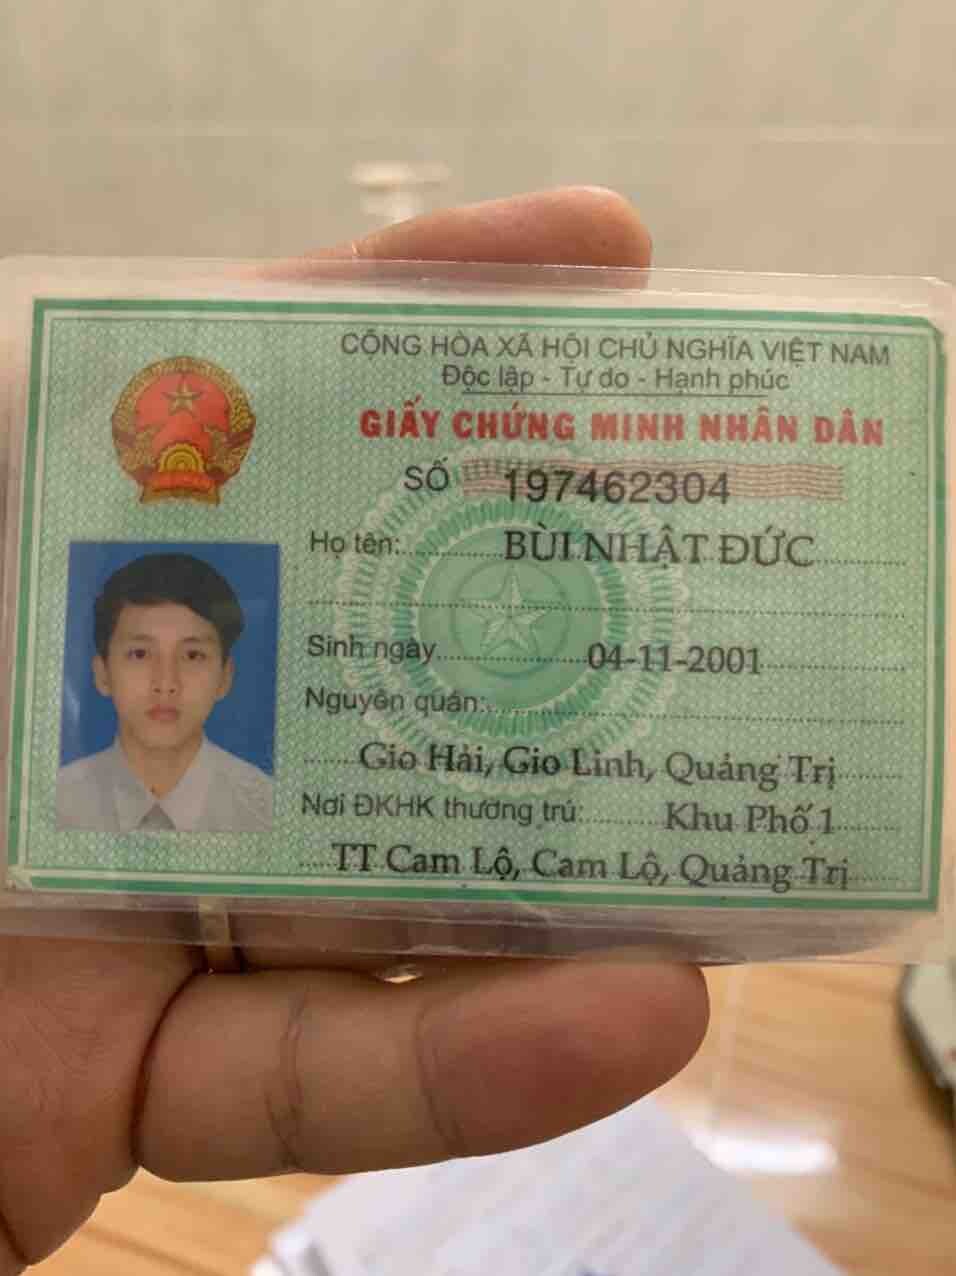 CỘNG HÒA XÃ HỘI CHỦ NGHĨA VIỆT NAM
Độc lập - Tự do - Hạnh phúc
GIẤY CHỨNG MINH NHÂN DÂN
SỐ 197462304
Họ tên: BÙI NHẬT ĐỨC
Sinh ngày 04-11-2001
Nguyên quán:
Gio Hải, Gio Linh, Quảng Trị
Nơi ĐKHK thường trú: Khu Phố 1
TT Cam Lộ, Cam Lộ, Quảng Trị